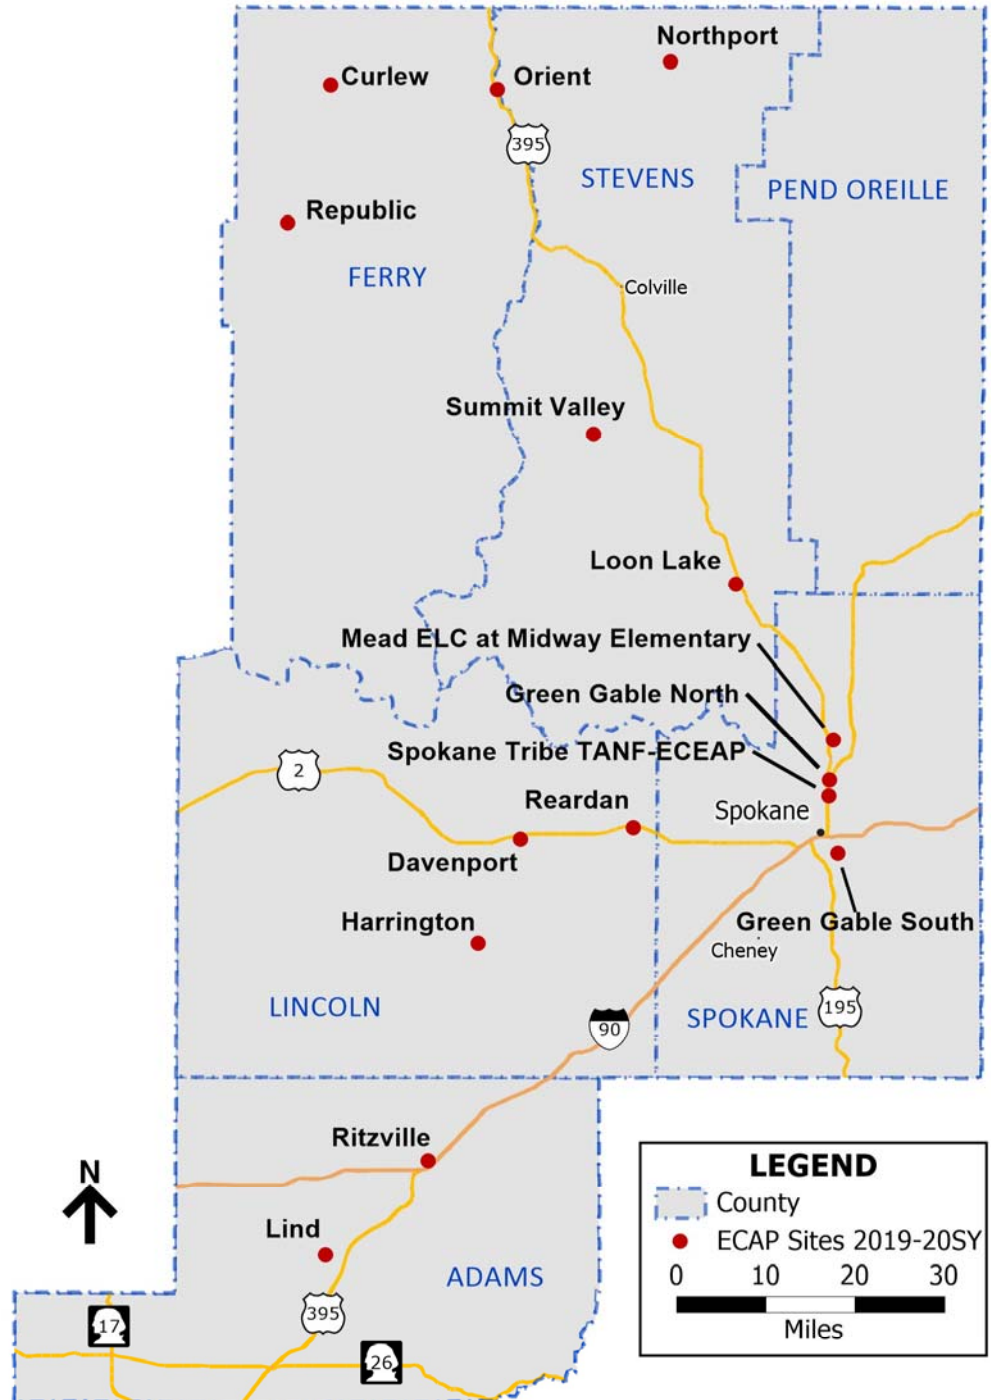 Northport
Curlew
Orient
395
STEVENS
PEND OREILLE
Republic
FERRY
Colville
Summit Valley
Loon Lake
Mead ELC at Midway Elementary
Green Gable North
Spokane Tribe TANF-ECEAP
2
Reardan
Spokane
Davenport
Harrington
Green Gable South
Cheney
LINCOLN
90
SPOKANE
195
Ritzville
N
Lind
ADAMS
395
17
26
LEGEND
County
ECAP Sites 2019-20SY
0 10 20 30
Miles